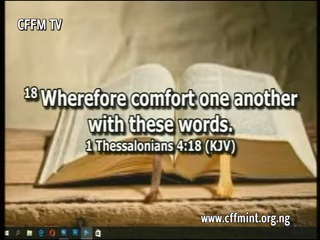 CFFM TV
18 Wherefore comfort one another
with these words.
1 Thessalonians 4:18 (KJV)
www.cffmint.org.ng